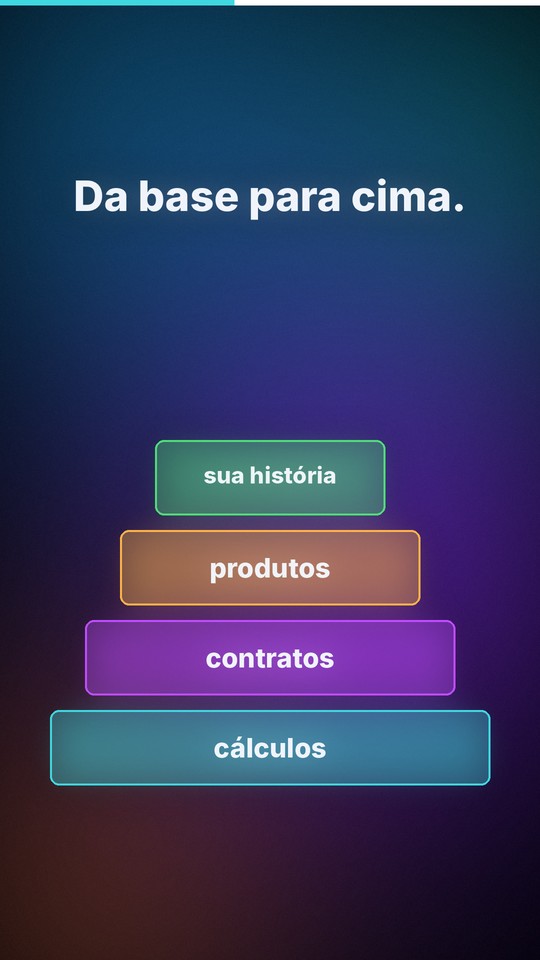 Da base para cima.
sua história
produtos
contratos
cálculos